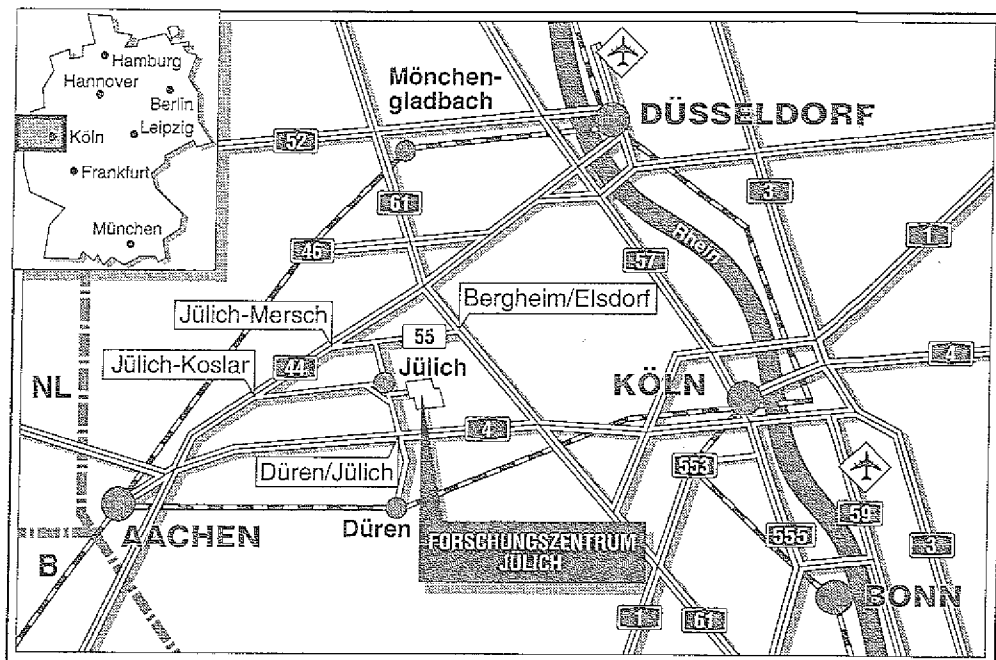 Hamburg
Hannover
Berlin
Leipzig
Köln
Frankfurt
München
Mönchen-
gladbach
DÜSSELDORF
52
61
3
46
57
Rhein
1
Bergheim/Elsdorf
Jülich-Mersch
55
4
Jülich-Koslar
44
Jülich
KÖLN
NL
4
553
Düren/Jülich
59
AACHEN
Düren
FORSCHUNGSZENTRUM
JÜLICH
555
3
B
BONN
1
61